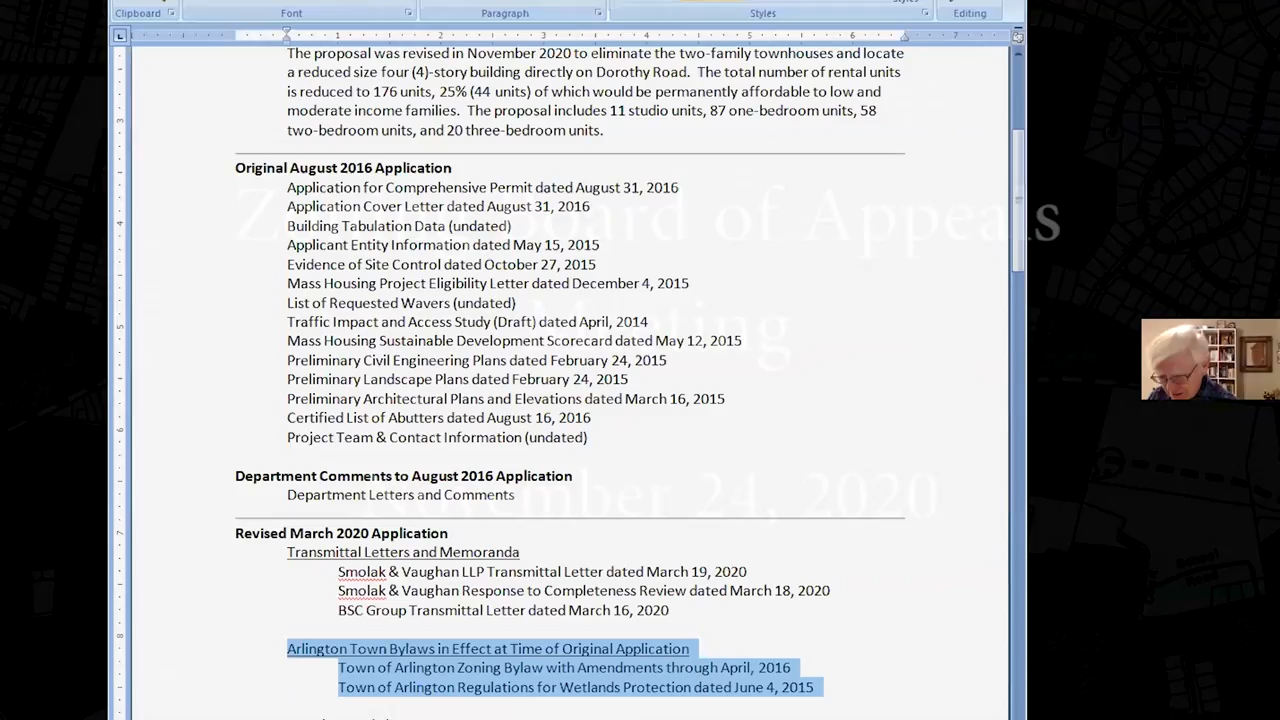 Clipboard
Font
Paragraph
Styles
Editing
1 2 3 4 5 6 7
The proposal was revised in November 2020 to eliminate the two-family townhouses and locate
a reduced size four (4)-story building directly on Dorothy Road. The total number of rental units
is reduced to 176 units, 25% (44 units) of which would be permanently affordable to low and
moderate income families. The proposal includes 11 studio units, 87 one-bedroom units, 58
two-bedroom units, and 20 three-bedroom units.
Original August 2016 Application
Application for Comprehensive Permit dated August 31, 2016
Application Cover Letter dated August 31, 2016
Building Tabulation Data (undated)
Applicant Entity Information dated May 15, 2015
Evidence of Site Control dated October 27, 2015
Mass Housing Project Eligibility Letter dated December 4, 2015
List of Requested Wavers (undated)
Traffic Impact and Access Study (Draft) dated April, 2014
Mass Housing Sustainable Development Scorecard dated May 12, 2015
Preliminary Civil Engineering Plans dated February 24, 2015
Preliminary Landscape Plans dated February 24, 2015
Preliminary Architectural Plans and Elevations dated March 16, 2015
Certified List of Abutters dated August 16, 2016
Project Team & Contact Information (undated)
Department Comments to August 2016 Application
Department Letters and Comments
Revised March 2020 Application
Transmittal Letters and Memoranda
Smolak & Vaughan LLP Transmittal Letter dated March 19, 2020
Smolak & Vaughan Response to Completeness Review dated March 18, 2020
BSC Group Transmittal Letter dated March 16, 2020
Arlington Town Bylaws in Effect at Time of Original Application
Town of Arlington Zoning Bylaw with Amendments through April, 2016
Town of Arlington Regulations for Wetlands Protection dated June 4, 2015
of Appeals
24, 2020